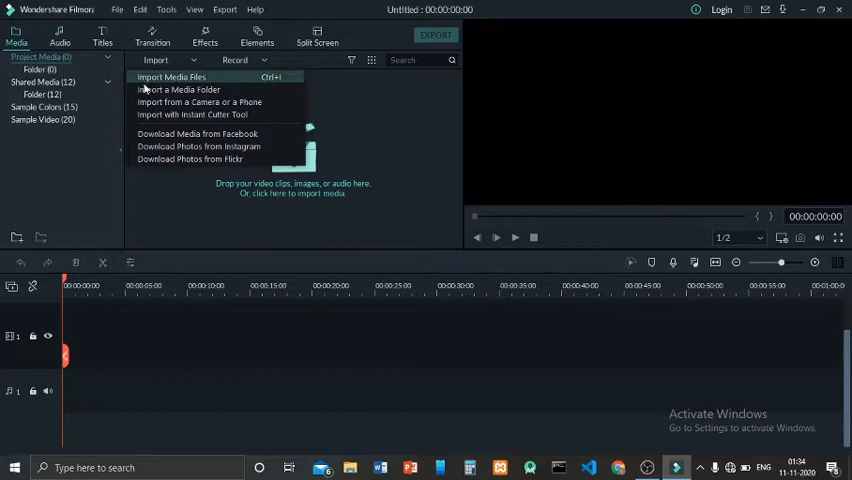 Wondershare Filmora
File Edit Tools View Export Help
Untitled : 00:00:00:00
Login
Media Audio Titles Transition Effects Elements Split Screen EXPORT
Project Media (0) Import Record Search
Folder (0)
Shared Media (12)
Folder (12)
Sample Colors (15)
Sample Video (20)
Import Media Files Ctrl+I
Import a Media Folder
Import from a Camera or a Phone
Import with Instant Cutter Tool
Download Media from Facebook
Download Photos from Instagram
Download Photos from Flickr
Drop your video clips, images, or audio here.
Or, click here to import media.
00:00:00:00
1/2
00:00:00:00 00:00:05:00 00:00:10:00 00:00:15:00 00:00:20:00 00:00:25:00 00:00:30:00 00:00:35:00 00:00:40:00 00:00:45:00 00:00:50:00 00:00:55:00 00:01:00:0
1
1
Activate Windows
Go to Settings to activate Windows.
Type here to search
6
ENG
01:34
11-11-2020
8